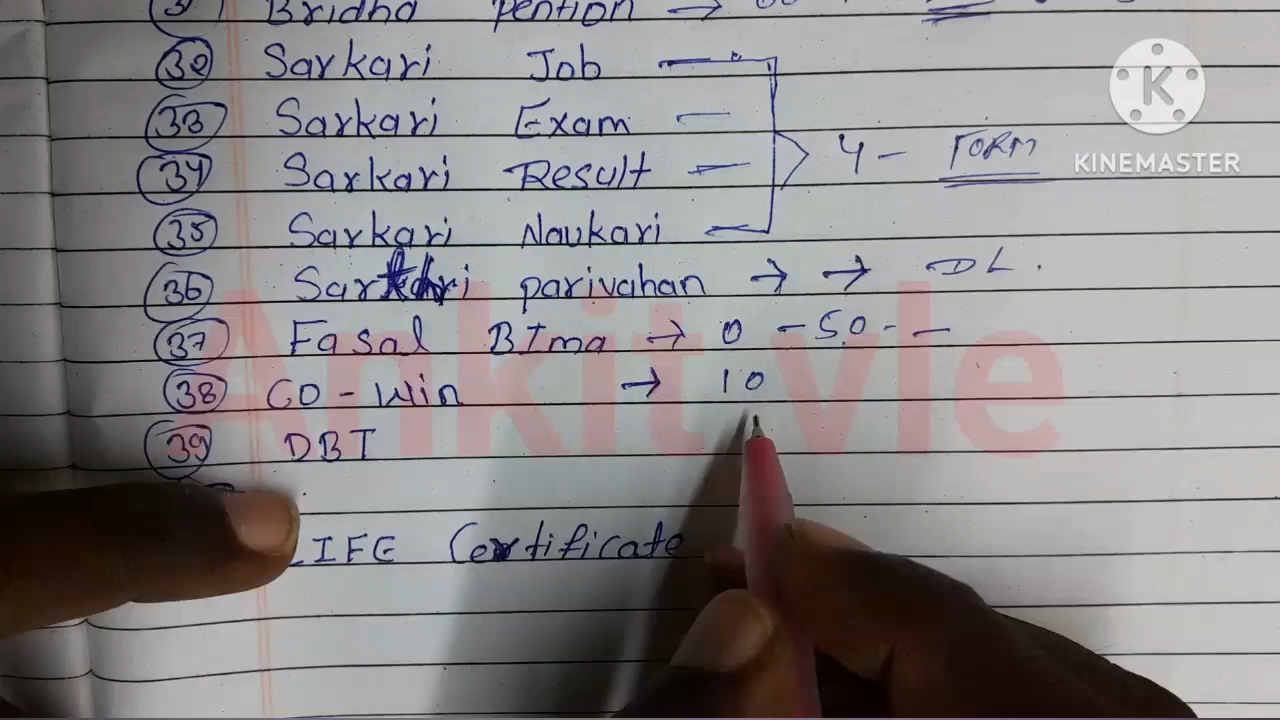 Bridha pention →
32 Sarkari Job —
33 Sarkari Exam —
34 Sarkari Result — 4 - FORM
35 Sarkari Naukari —
36 Sarkari parivahan → → DL.
37 Fasal BIma → 0 - 50 - —
38 CO-Win → 10
39 DBT
LIFE Certificate
K
KINEMASTER
Ankit vle